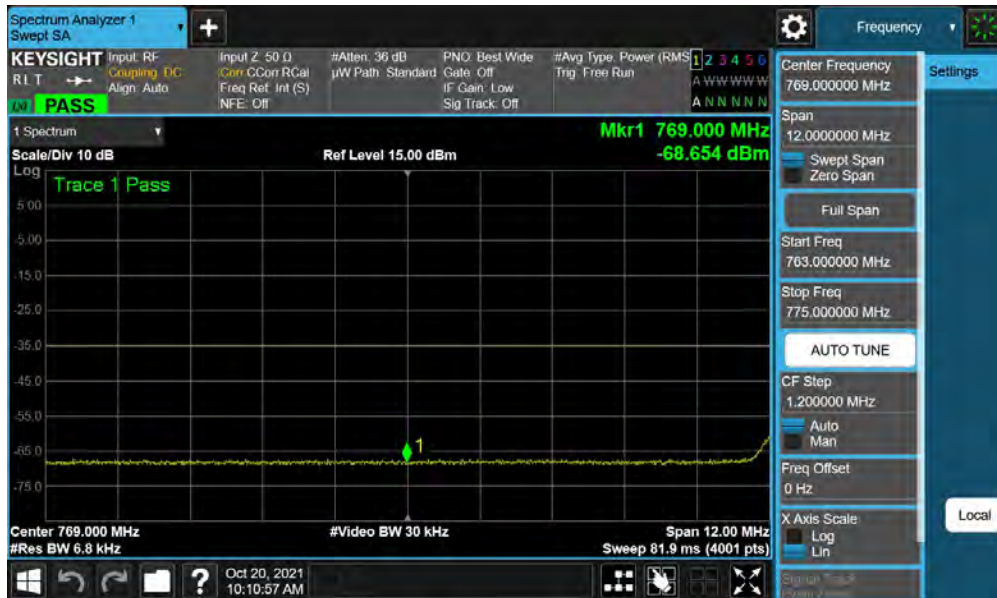 Spectrum Analyzer 1
Swept SA
+
Frequency
KEYSIGHT
RLT
PASS
Input: RF
Coupling: DC
Align: Auto
Input Z: 50 Ω
Corr CCorr RCal
Freq Ref: Int (S)
NFE: Off
#Atten: 36 dB
µW Path: Standard
PNO: Best Wide
Gate: Off
IF Gain: Low
Sig Track: Off
#Avg Type: Power (RMS
Trig: Free Run
1 2 3 4 5 6
A W W W W W
A N N N N N
1 Spectrum
Mkr1 769.000 MHz
Scale/Div 10 dB
Ref Level 15.00 dBm
-68.654 dBm
Log
Trace 1 Pass
5.00
-5.00
-15.0
-25.0
-35.0
-45.0
-55.0
-65.0
-75.0
1
Center 769.000 MHz
#Video BW 30 kHz
Span 12.00 MHz
#Res BW 6.8 kHz
Sweep 81.9 ms (4001 pts)
?
Oct 20, 2021
10:10:57 AM
Center Frequency
769.000000 MHz
Span
12.0000000 MHz
Swept Span
Zero Span
Full Span
Start Freq
763.000000 MHz
Stop Freq
775.000000 MHz
AUTO TUNE
CF Step
1.200000 MHz
Auto
Man
Freq Offset
0 Hz
X Axis Scale
Log
Lin
Settings
Local